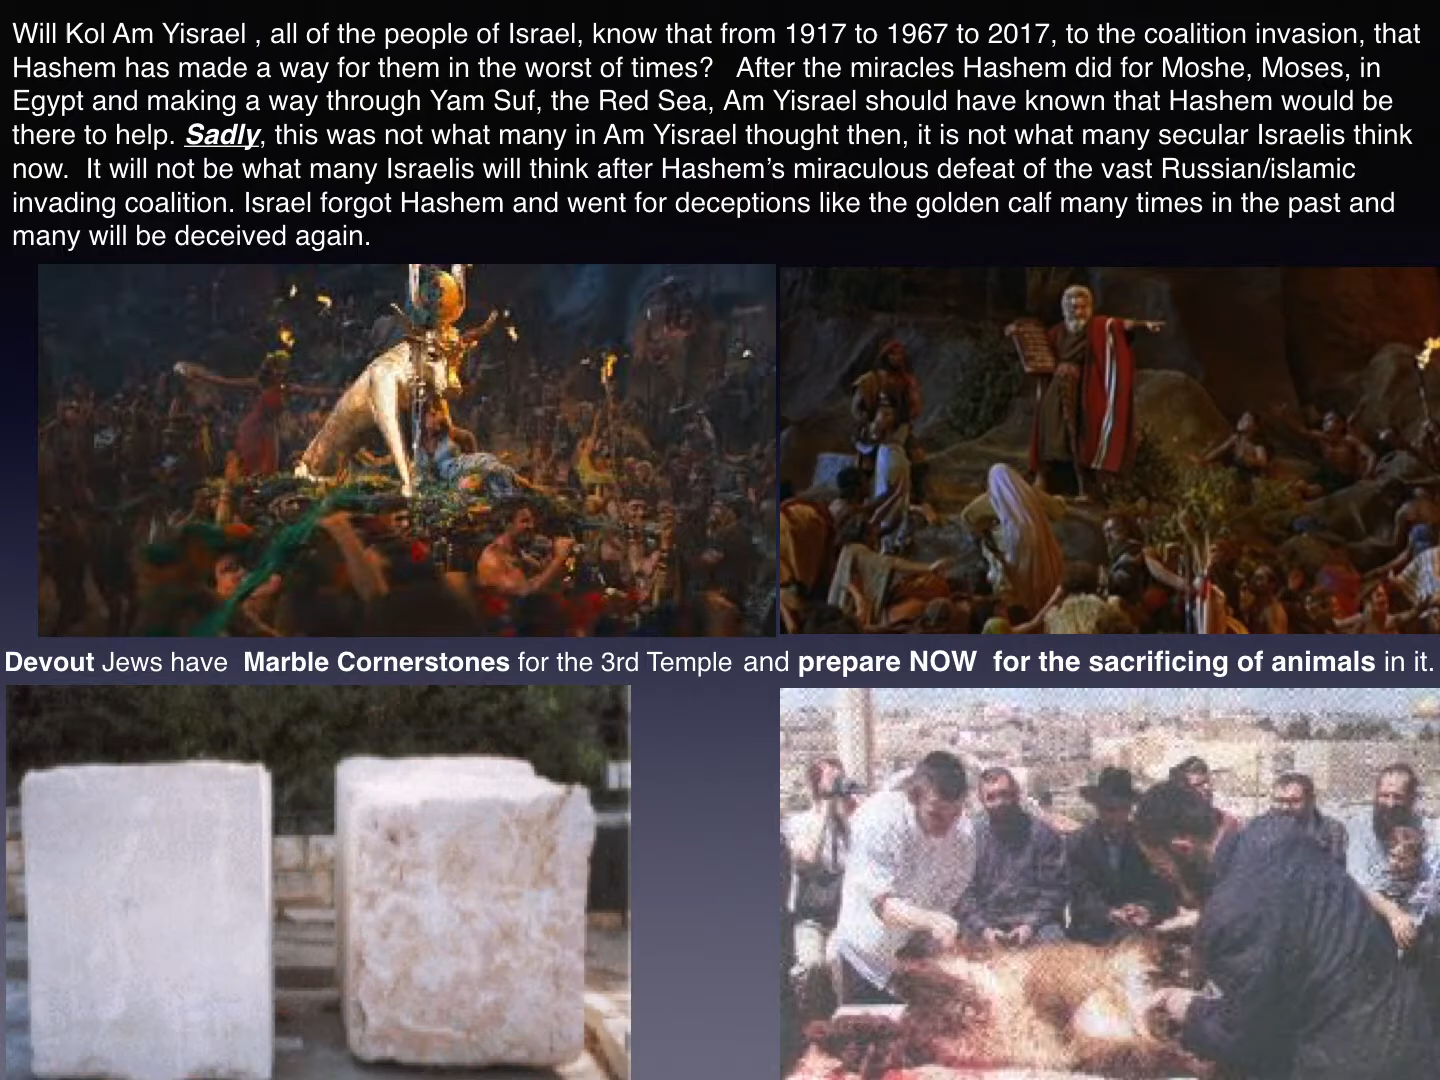 Will Kol Am Yisrael , all of the people of Israel, know that from 1917 to 1967 to 2017, to the coalition invasion, that
Hashem has made a way for them in the worst of times?   After the miracles Hashem did for Moshe, Moses, in
Egypt and making a way through Yam Suf, the Red Sea, Am Yisrael should have known that Hashem would be
there to help. Sadly, this was not what many in Am Yisrael thought then, it is not what many secular Israelis think
now.  It will not be what many Israelis will think after Hashem’s miraculous defeat of the vast Russian/islamic
invading coalition. Israel forgot Hashem and went for deceptions like the golden calf many times in the past and
many will be deceived again.
Devout Jews have  Marble Cornerstones for the 3rd Temple and prepare NOW  for the sacrificing of animals in it.